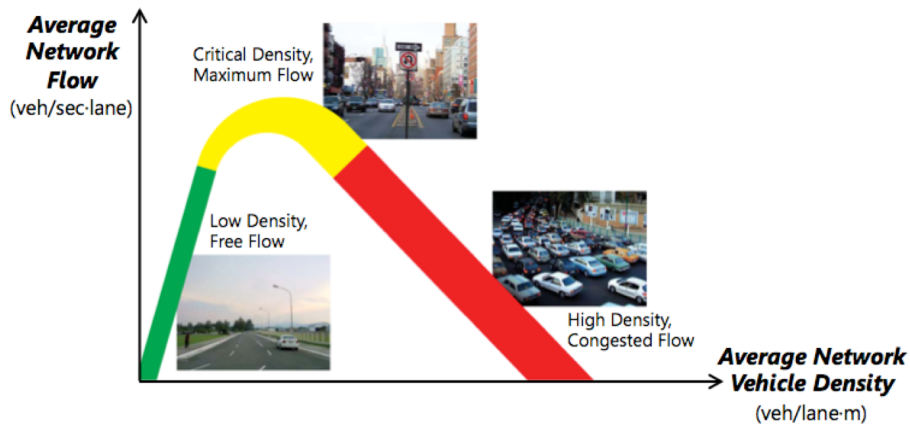 Average
Network
Flow
(veh/sec·lane)
Critical Density,
Maximum Flow
Low Density,
Free Flow
High Density,
Congested Flow
Average Network
Vehicle Density
(veh/lane·m)